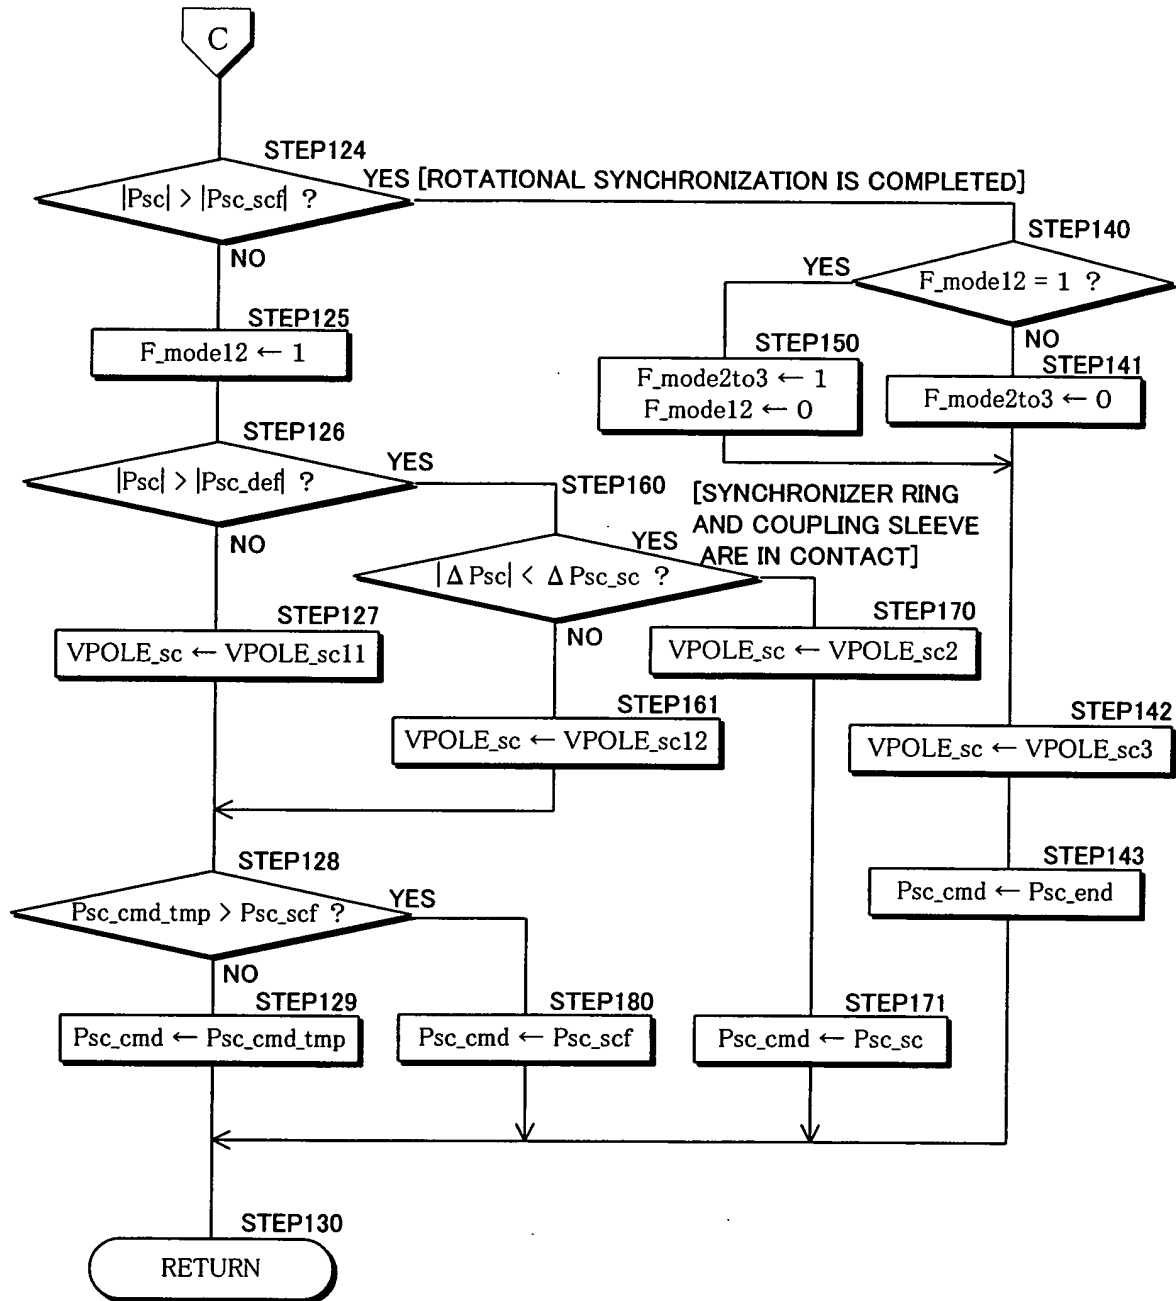 C
STEP124
|Psc| > |Psc_scf| ?
YES [ROTATIONAL SYNCHRONIZATION IS COMPLETED]
NO
STEP140
F_mode12 = 1 ?
YES
NO
STEP125
F_mode12 ← 1
STEP150
F_mode2to3 ← 1
F_mode12 ← 0
STEP141
F_mode2to3 ← 0
STEP126
|Psc| > |Psc_def| ?
YES
NO
STEP160
|Δ Psc| < Δ Psc_sc ?
YES
[SYNCHRONIZER RING
AND COUPLING SLEEVE
ARE IN CONTACT]
NO
STEP127
VPOLE_sc ← VPOLE_sc11
STEP170
VPOLE_sc ← VPOLE_sc2
STEP161
VPOLE_sc ← VPOLE_sc12
STEP142
VPOLE_sc ← VPOLE_sc3
STEP128
Psc_cmd_tmp > Psc_scf ?
YES
NO
STEP143
Psc_cmd ← Psc_end
STEP129
Psc_cmd ← Psc_cmd_tmp
STEP180
Psc_cmd ← Psc_scf
STEP171
Psc_cmd ← Psc_sc
STEP130
RETURN